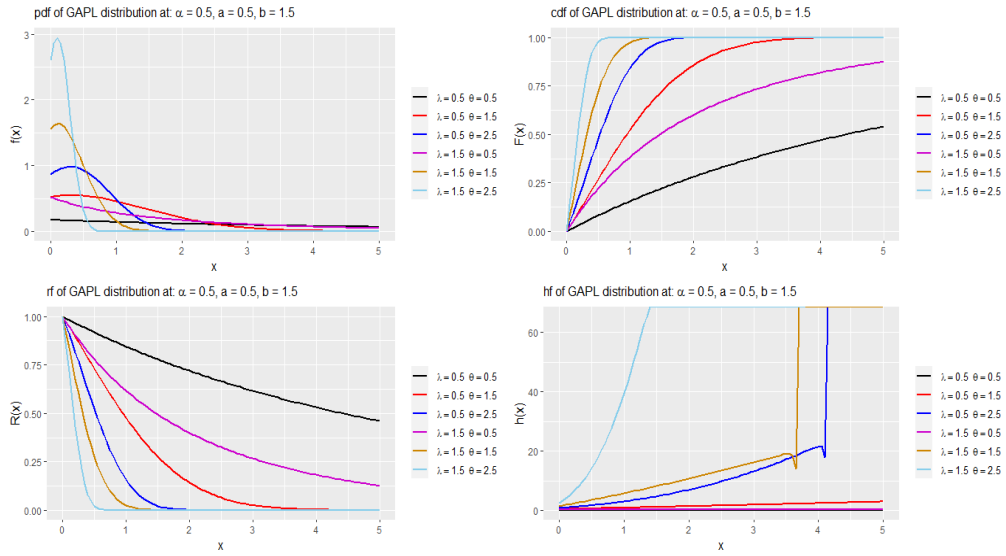 pdf of GAPL distribution at: α = 0.5, a = 0.5, b = 1.5
3
2
1
0
f(x)
0 1 2 3 4 5
x
λ = 0.5 θ = 0.5
λ = 0.5 θ = 1.5
λ = 0.5 θ = 2.5
λ = 1.5 θ = 0.5
λ = 1.5 θ = 1.5
λ = 1.5 θ = 2.5
cdf of GAPL distribution at: α = 0.5, a = 0.5, b = 1.5
1.00
0.75
0.50
0.25
0.00
F(x)
0 1 2 3 4 5
x
λ = 0.5 θ = 0.5
λ = 0.5 θ = 1.5
λ = 0.5 θ = 2.5
λ = 1.5 θ = 0.5
λ = 1.5 θ = 1.5
λ = 1.5 θ = 2.5
rf of GAPL distribution at: α = 0.5, a = 0.5, b = 1.5
1.00
0.75
0.50
0.25
0.00
R(x)
0 1 2 3 4 5
x
λ = 0.5 θ = 0.5
λ = 0.5 θ = 1.5
λ = 0.5 θ = 2.5
λ = 1.5 θ = 0.5
λ = 1.5 θ = 1.5
λ = 1.5 θ = 2.5
hf of GAPL distribution at: α = 0.5, a = 0.5, b = 1.5
60
40
20
0
h(x)
0 1 2 3 4 5
x
λ = 0.5 θ = 0.5
λ = 0.5 θ = 1.5
λ = 0.5 θ = 2.5
λ = 1.5 θ = 0.5
λ = 1.5 θ = 1.5
λ = 1.5 θ = 2.5